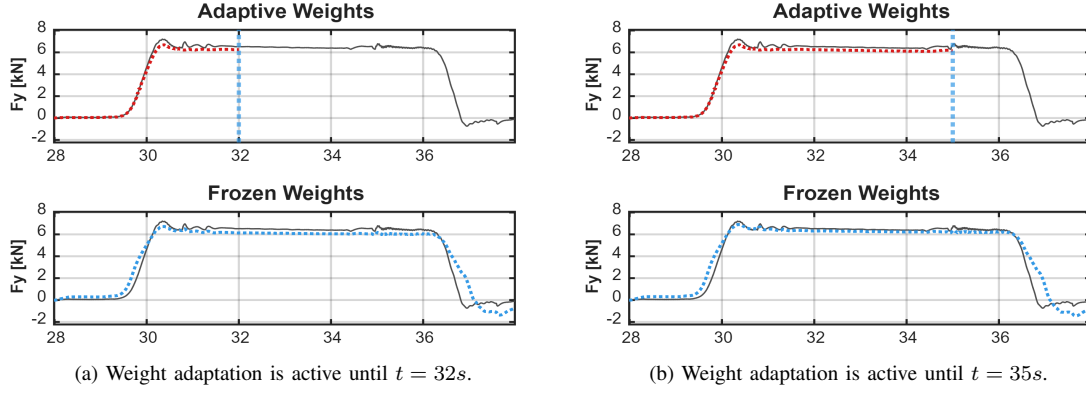 Adaptive Weights
Fy [kN]
8
6
4
2
0
-2
28 30 32 34 36
Frozen Weights
Fy [kN]
8
6
4
2
0
-2
28 30 32 34 36
(a) Weight adaptation is active until t = 32s.
Adaptive Weights
Fy [kN]
8
6
4
2
0
-2
28 30 32 34 36
Frozen Weights
Fy [kN]
8
6
4
2
0
-2
28 30 32 34 36
(b) Weight adaptation is active until t = 35s.